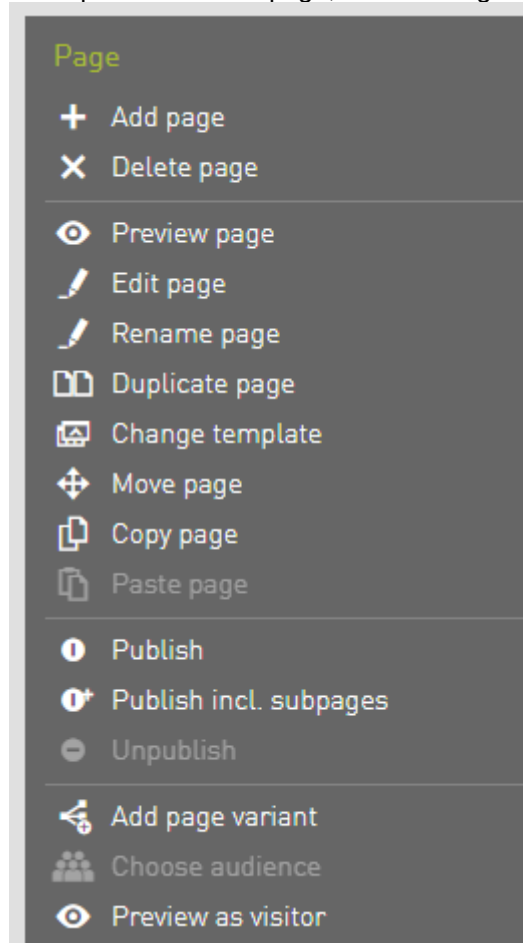 Page
Add page
Delete page
Preview page
Edit page
Rename page
Duplicate page
Change template
Move page
Copy page
Paste page
Publish
Publish incl. subpages
Unpublish
Add page variant
Choose audience
Preview as visitor